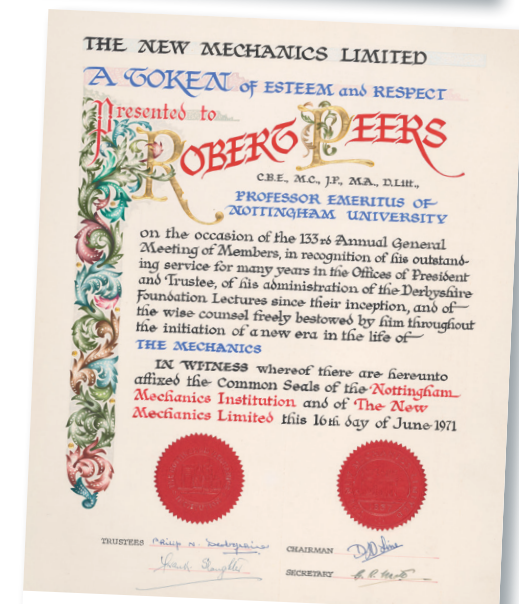 THE NEW MECHANICS LIMITED
A TOKEN of ESTEEM and RESPECT
Presented to
ROBERT PEERS
C.B.E., M.C., J.P., M.A., D.Litt.,
PROFESSOR EMERITUS OF
NOTTINGHAM UNIVERSITY
on the occasion of the 133rd Annual General
Meeting of Members, in recognition of his outstand-
ing service for many years in the Offices of President
and Trustee, of his administration of the Derbyshire
Foundation Lectures since their inception, and of
the wise counsel freely bestowed by him throughout
the initiation of a new era in the life of
THE MECHANICS
IN WITNESS whereof there are hereunto
affixed the Common Seals of the Nottingham
Mechanics Institution and of The New
Mechanics Limited this 16th day of June 1971
TRUSTEES
CHAIRMAN
SECRETARY